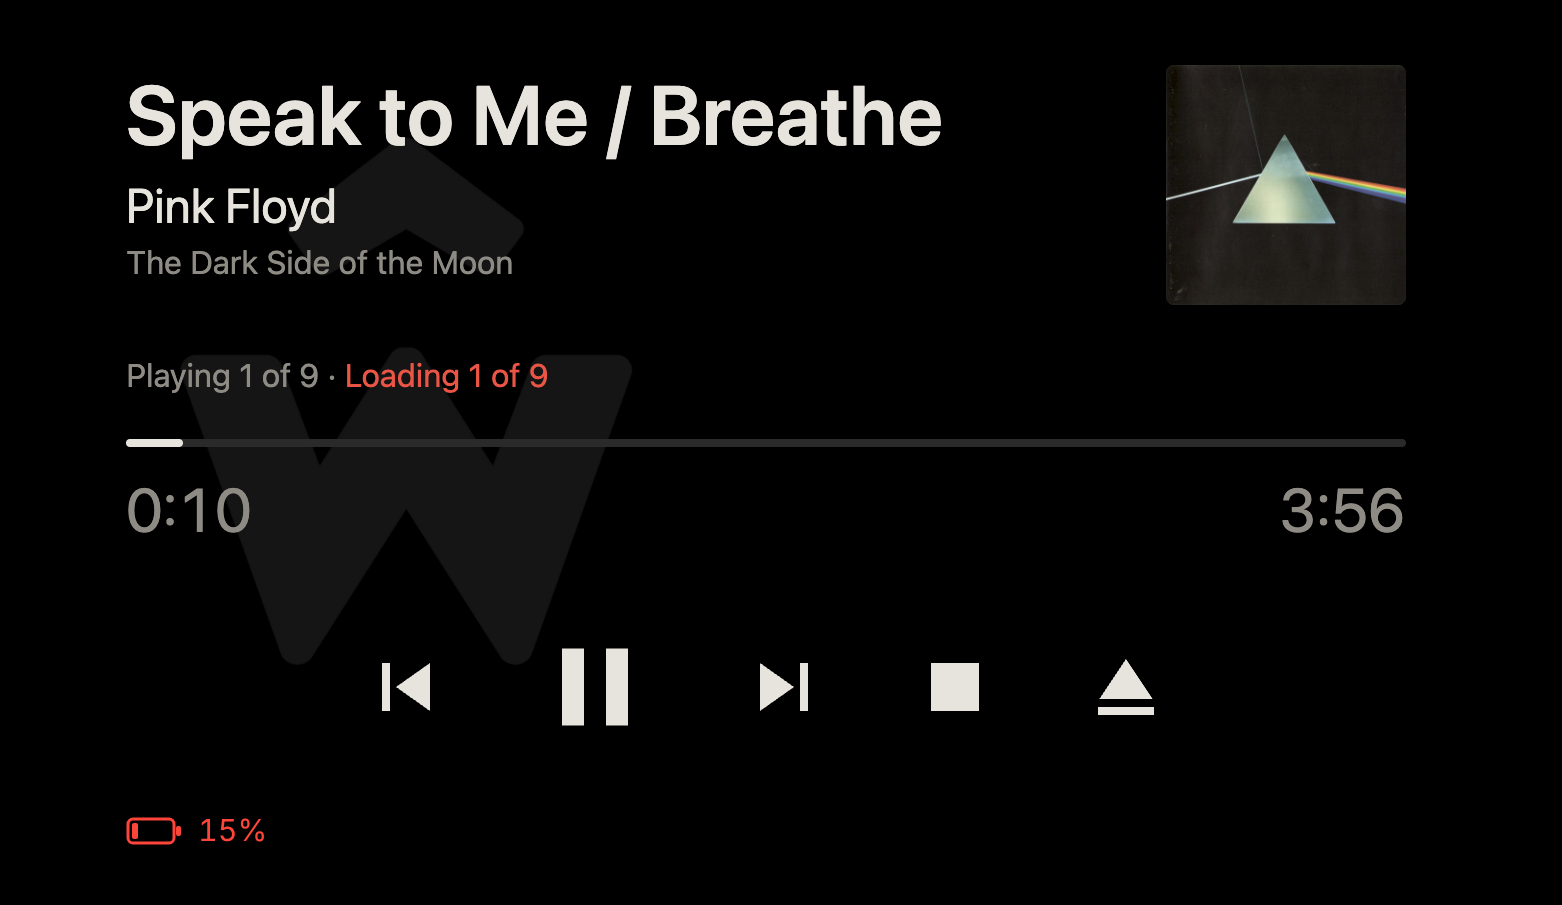 Speak to Me / Breathe
Pink Floyd
The Dark Side of the Moon
Playing 1 of 9 · Loading 1 of 9
0:10 3:56
15%